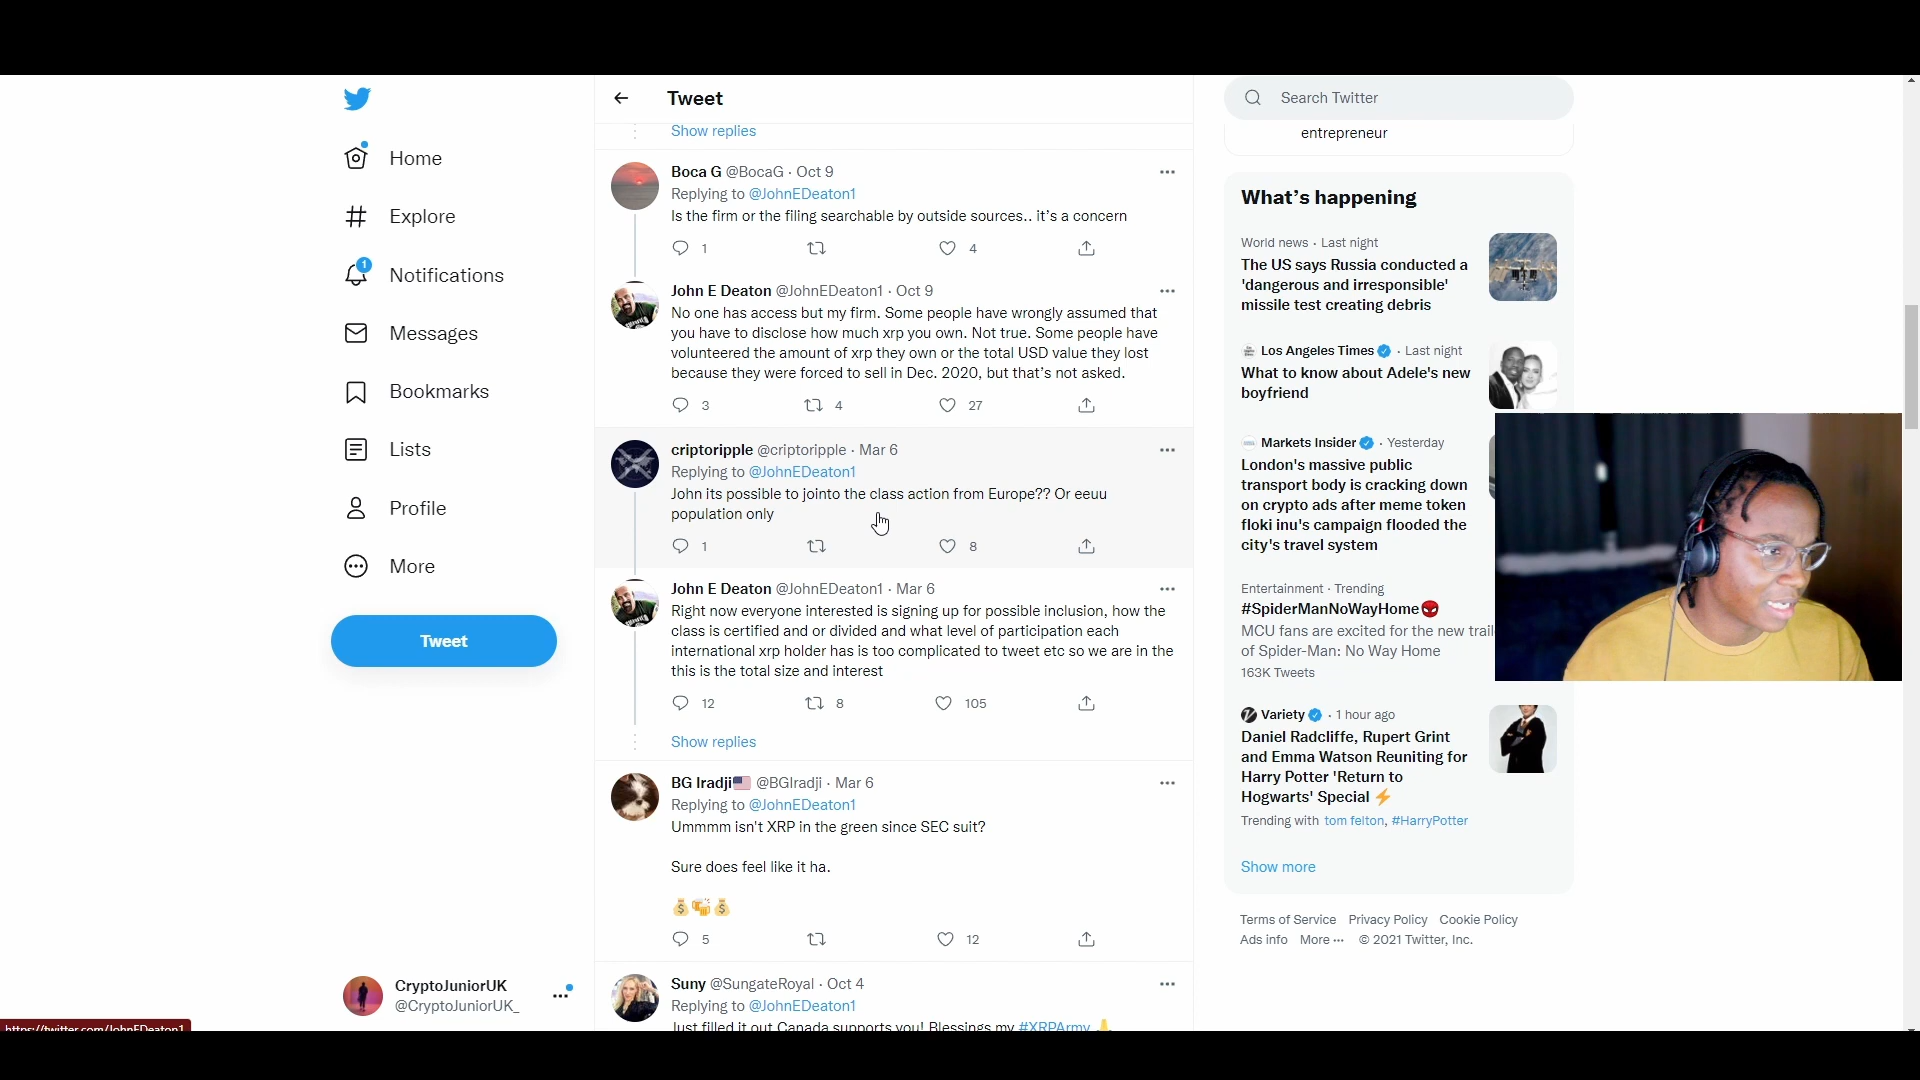 Home
Explore
1
Notifications
Messages
Bookmarks
Lists
Profile
More
Tweet
CryptoJuniorUK
@CryptoJuniorUK_
https://twitter.com/JohnEDeaton1
Tweet
Show replies
Boca G @BocaG · Oct 9
Replying to @JohnEDeaton1
Is the firm or the filing searchable by outside sources.. it’s a concern
1 4
John E Deaton @JohnEDeaton1 · Oct 9
No one has access but my firm. Some people have wrongly assumed that
you have to disclose how much xrp you own. Not true. Some people have
volunteered the amount of xrp they own or the total USD value they lost
because they were forced to sell in Dec. 2020, but that’s not asked.
3 4 27
criptoripple @criptoripple · Mar 6
Replying to @JohnEDeaton1
John its possible to jointo the class action from Europe?? Or eeuu
population only
1 8
John E Deaton @JohnEDeaton1 · Mar 6
Right now everyone interested is signing up for possible inclusion, how the
class is certified and or divided and what level of participation each
international xrp holder has is too complicated to tweet etc so we are in the
this is the total size and interest
12 8 105
Show replies
BG Iradji🇺🇸 @BGIradji · Mar 6
Replying to @JohnEDeaton1
Ummmm isn't XRP in the green since SEC suit?
Sure does feel like it ha.
💰🍻💰
5 12
Suny @SungateRoyal · Oct 4
Replying to @JohnEDeaton1
Just filled it out Canada supports you! Blessings my #XRPArmy
Search Twitter
entrepreneur
What’s happening
World news · Last night
The US says Russia conducted a
'dangerous and irresponsible'
missile test creating debris
Los Angeles Times · Last night
What to know about Adele's new
boyfriend
Markets Insider · Yesterday
London's massive public
transport body is cracking down
on crypto ads after meme token
floki inu's campaign flooded the
city's travel system
Entertainment · Trending
#SpiderManNoWayHome
MCU fans are excited for the new trail
of Spider-Man: No Way Home
163K Tweets
Variety · 1 hour ago
Daniel Radcliffe, Rupert Grint
and Emma Watson Reuniting for
Harry Potter 'Return to
Hogwarts' Special ⚡
Trending with tom felton, #HarryPotter
Show more
Terms of Service Privacy Policy Cookie Policy
Ads info More ··· © 2021 Twitter, Inc.